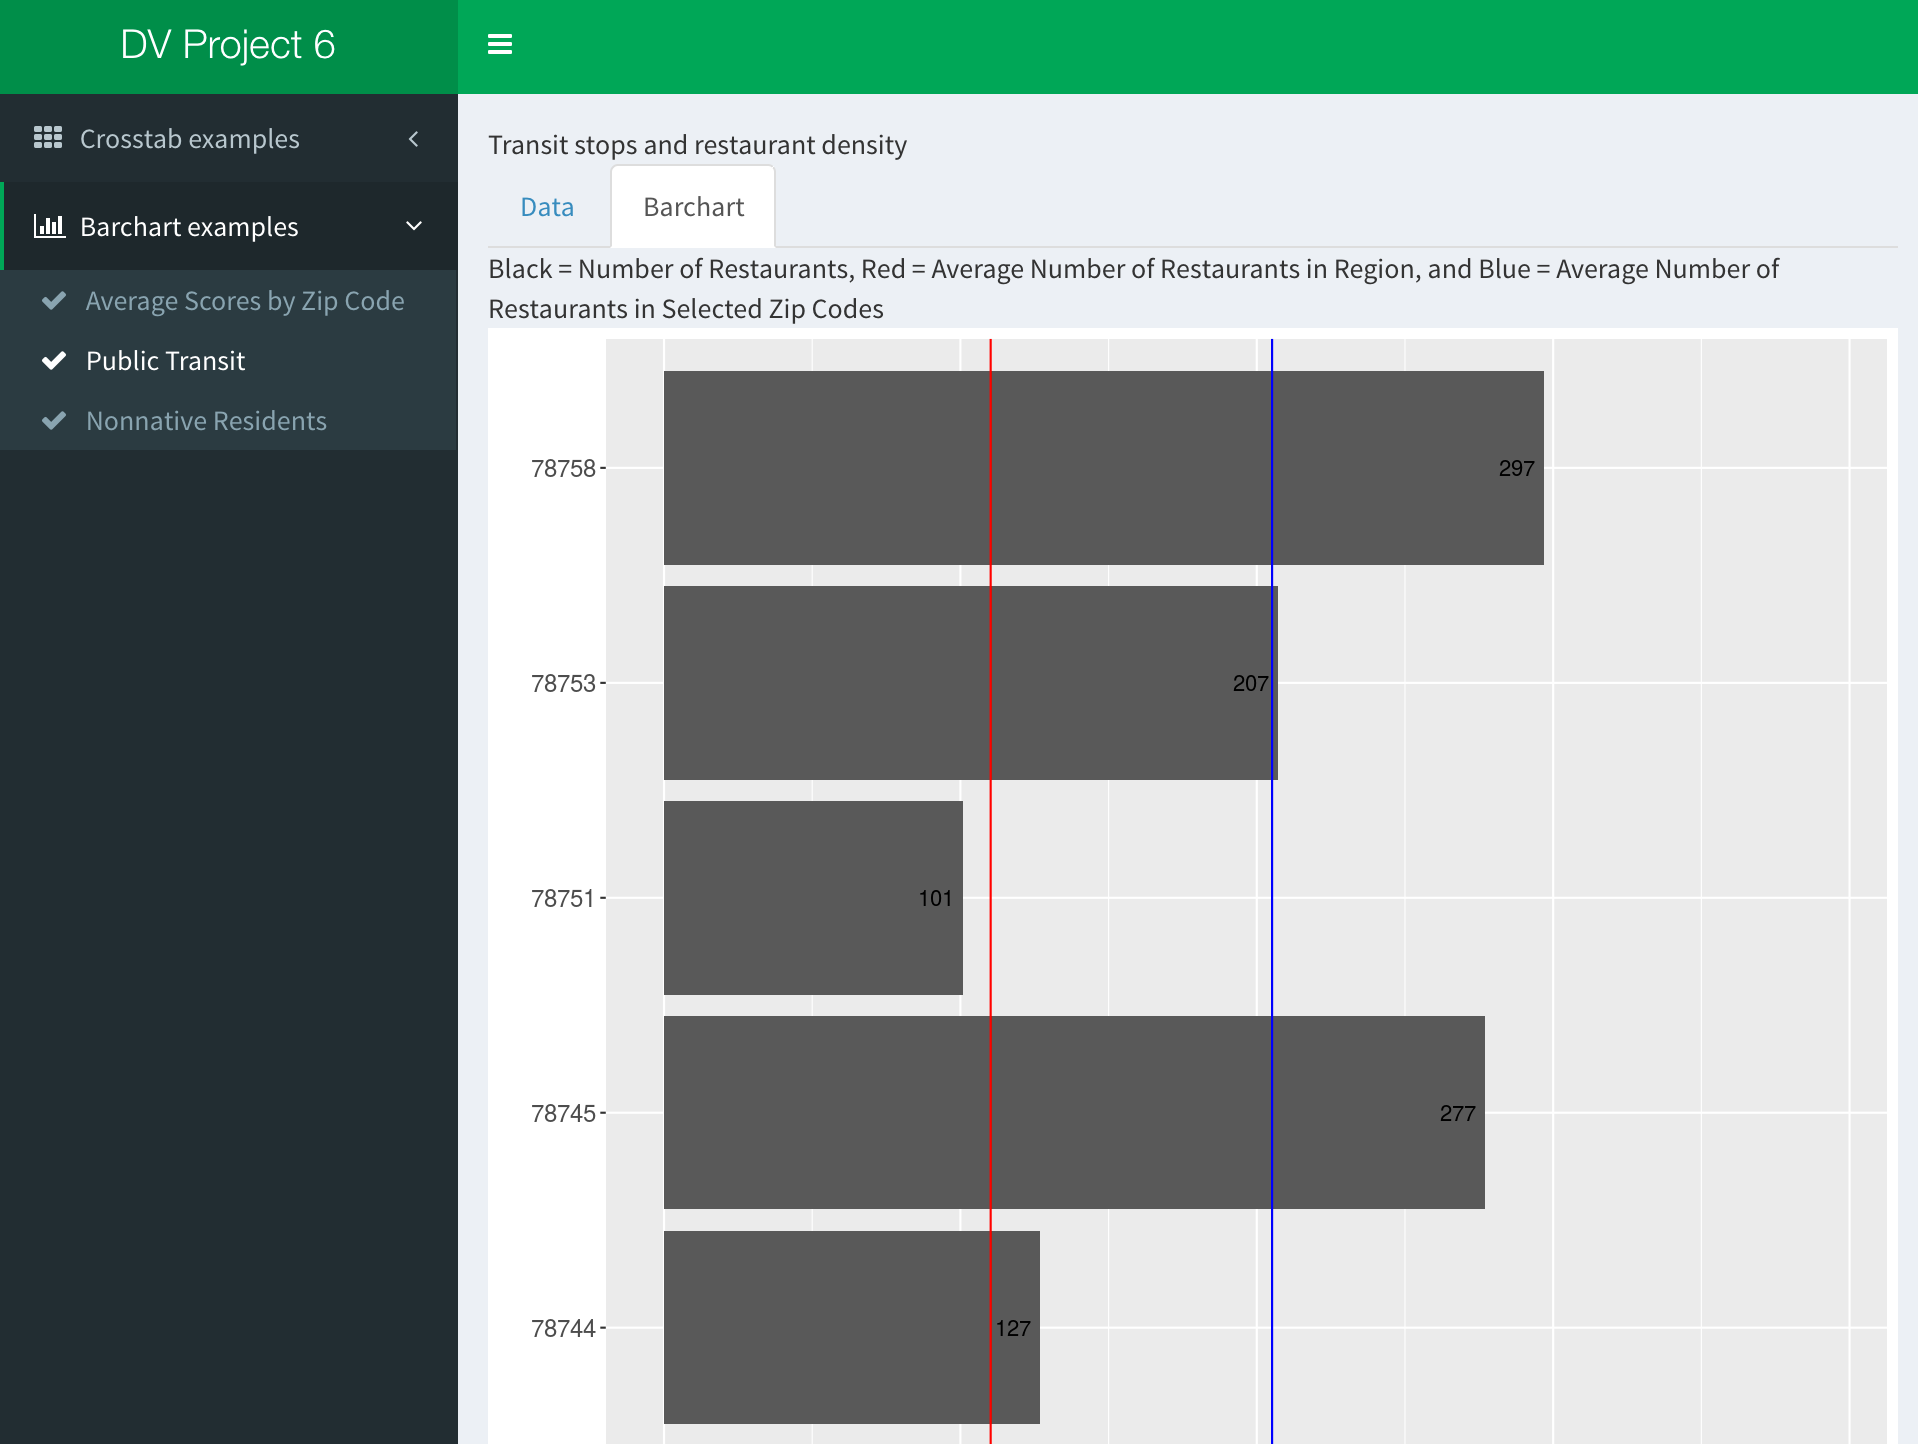 DV Project 6
Crosstab examples
Barchart examples
Average Scores by Zip Code
Public Transit
Nonnative Residents
Transit stops and restaurant density
Data
Barchart
Black = Number of Restaurants, Red = Average Number of Restaurants in Region, and Blue = Average Number of
Restaurants in Selected Zip Codes
78758
297
78753
207
78751
101
78745
277
78744
127